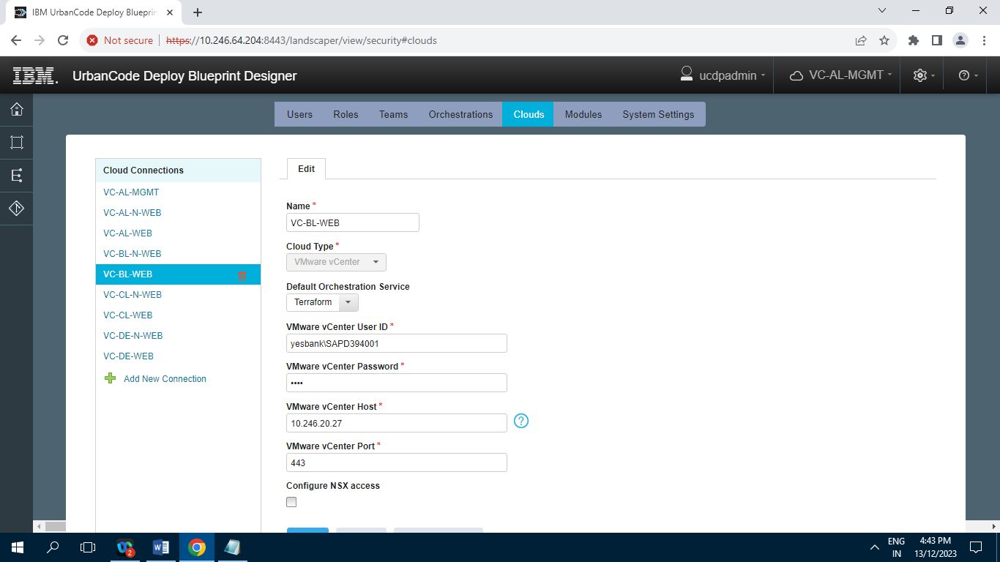 IBM UrbanCode Deploy Blueprin
Not secure
https://10.246.64.204:8443/landscaper/view/security#clouds
IBM.
UrbanCode Deploy Blueprint Designer
ucdpadmin
VC-AL-MGMT
Users
Roles
Teams
Orchestrations
Clouds
Modules
System Settings
Cloud Connections
VC-AL-MGMT
VC-AL-N-WEB
VC-AL-WEB
VC-BL-N-WEB
VC-BL-WEB
VC-CL-N-WEB
VC-CL-WEB
VC-DE-N-WEB
VC-DE-WEB
Add New Connection
Edit
Name *
VC-BL-WEB
Cloud Type *
VMware vCenter
Default Orchestration Service
Terraform
VMware vCenter User ID *
yesbank\SAPD394001
VMware vCenter Password *
••••
VMware vCenter Host *
10.246.20.27
?
VMware vCenter Port *
443
Configure NSX access
2
ENG
IN
4:43 PM
13/12/2023